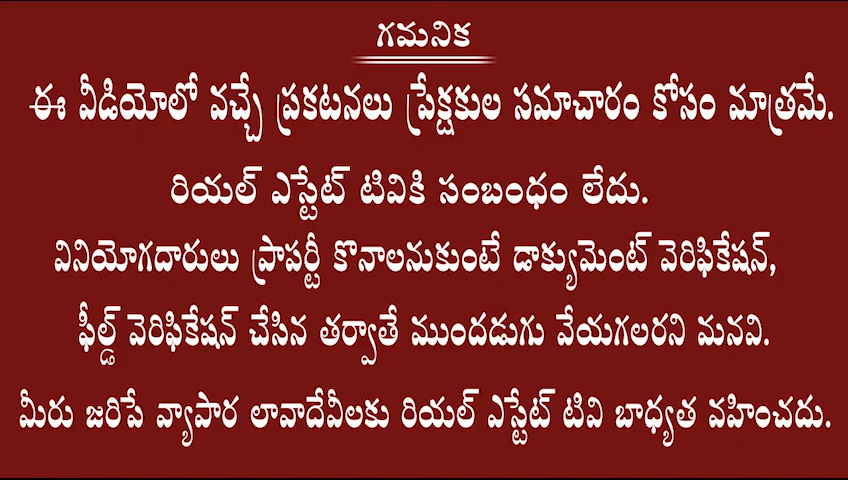 గమనిక
ఈ వీడియోలో వచ్చే ప్రకటనలు ప్రేక్షకుల సమాచారం కోసం మాత్రమే.
రియల్ ఎస్టేట్ టివికి సంబంధం లేదు.
వినియోగదారులు ప్రాపర్టీ కొనాలనుకుంటే డాక్యుమెంట్ వెరిఫికేషన్,
ఫీల్డ్ వెరిఫికేషన్ చేసిన తర్వాతే ముందడుగు వేయగలరని మనవి.
మీరు జరిపే వ్యాపార లావాదేవీలకు రియల్ ఎస్టేట్ టివి బాధ్యత వహించదు.